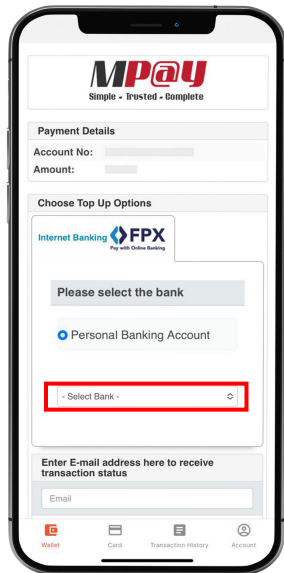 MP@Y
Simple - Trusted - Complete
Payment Details
Account No:
Amount:
Choose Top Up Options
Internet Banking FPX
Pay with Online Banking
Please select the bank
Personal Banking Account
- Select Bank -
Enter E-mail address here to receive
transaction status
Email
Wallet Card Transaction History Account